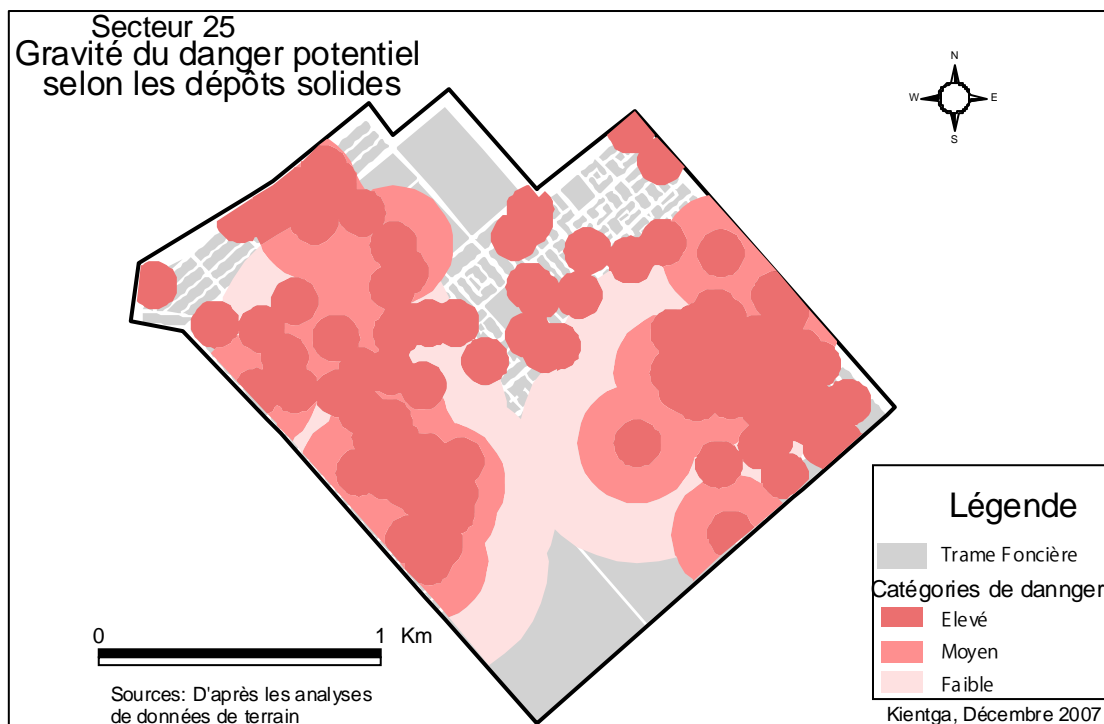 Secteur 25
Gravité du danger potentiel
selon les dépôts solides
N
W
E
S
Légende
Trame Foncière
Catégories de dannger
Elevé
Moyen
Faible
0 1 Km
Sources: D'après les analyses
de données de terrain
Kientga, Décembre 2007